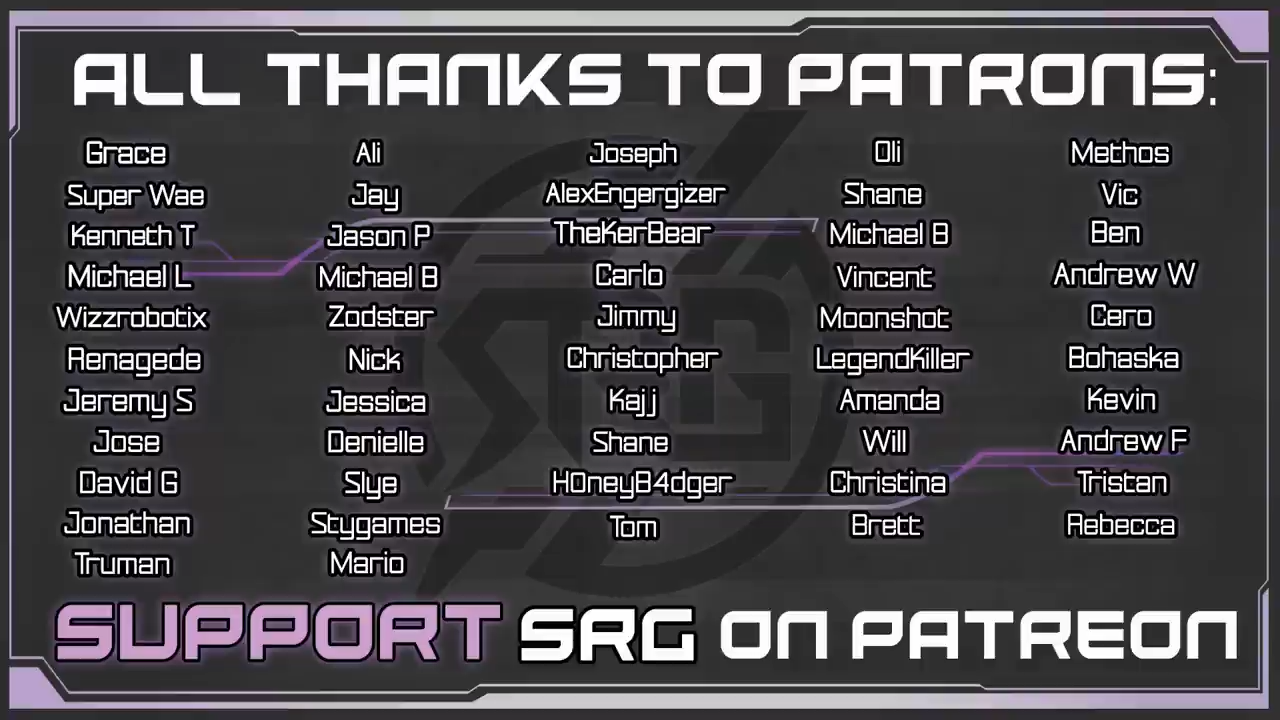 ALL THANKS TO PATRONS:
Grace Ali Joseph Oli Methos
Super Wae Jay AlexEngergizer Shane Vic
Kenneth T Jason P TheKerBear Michael B Ben
Michael L Michael B Carlo Vincent Andrew W
Wizzrobotix Zodster Jimmy Moonshot Cero
Renagede Nick Christopher LegendKiller Bohaska
Jeremy S Jessica Kajj Amanda Kevin
Jose Denielle Shane Will Andrew F
David G Slye H0neyB4dger Christina Tristan
Jonathan Stygames Tom Brett Rebecca
Truman Mario
SUPPORT SRG ON PATREON